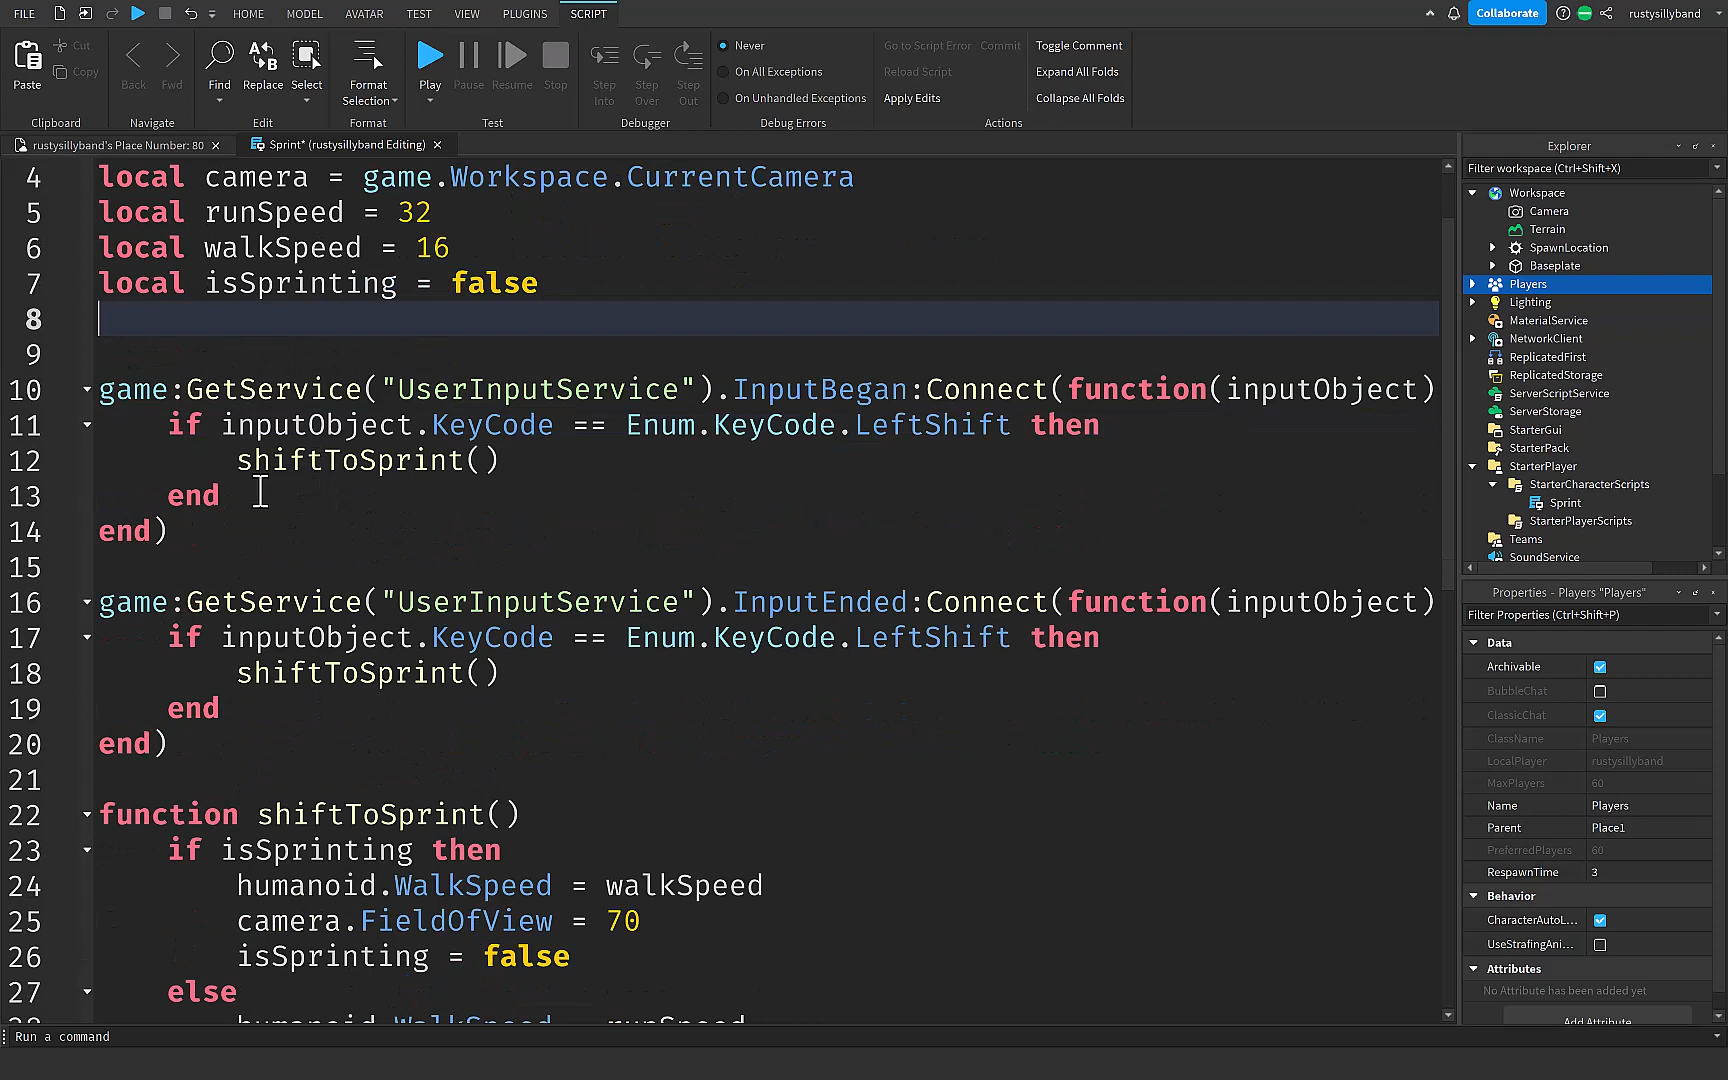 FILE HOME MODEL AVATAR TEST VIEW PLUGINS SCRIPT Collaborate rustysillyband
Paste Cut Copy Back Fwd Find Replace Select Format Selection Play Pause Resume Stop Step Into Step Over Step Out
Never
On All Exceptions
On Unhandled Exceptions
Go to Script Error Commit
Reload Script
Apply Edits
Toggle Comment
Expand All Folds
Collapse All Folds
Clipboard Navigate Edit Format Test Debugger Debug Errors Actions
rustysillyband's Place Number: 80 Sprint* (rustysillyband Editing)
4 local camera = game.Workspace.CurrentCamera
5 local runSpeed = 32
6 local walkSpeed = 16
7 local isSprinting = false
8
9
10 game:GetService("UserInputService").InputBegan:Connect(function(inputObject)
11 if inputObject.KeyCode == Enum.KeyCode.LeftShift then
12 shiftToSprint()
13 end
14 end)
15
16 game:GetService("UserInputService").InputEnded:Connect(function(inputObject)
17 if inputObject.KeyCode == Enum.KeyCode.LeftShift then
18 shiftToSprint()
19 end
20 end)
21
22 function shiftToSprint()
23 if isSprinting then
24 humanoid.WalkSpeed = walkSpeed
25 camera.FieldOfView = 70
26 isSprinting = false
27 else
28 humanoid.WalkSpeed = runSpeed
Run a command
Explorer
Filter workspace (Ctrl+Shift+X)
Workspace
Camera
Terrain
SpawnLocation
Baseplate
Players
Lighting
MaterialService
NetworkClient
ReplicatedFirst
ReplicatedStorage
ServerScriptService
ServerStorage
StarterGui
StarterPack
StarterPlayer
StarterCharacterScripts
Sprint
StarterPlayerScripts
Teams
SoundService
Properties - Players "Players"
Filter Properties (Ctrl+Shift+P)
Data
Archivable
BubbleChat
ClassicChat
ClassName Players
LocalPlayer rustysillyband
MaxPlayers 60
Name Players
Parent Place1
PreferredPlayers 60
RespawnTime 3
Behavior
CharacterAutoL...
UseStrafingAni...
Attributes
No Attribute has been added yet
Add Attribute